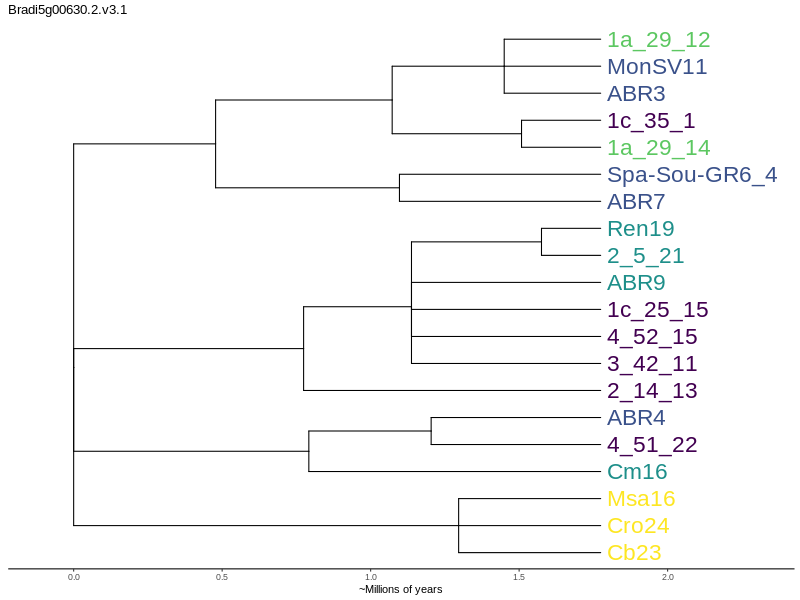 Bradi5g00630.2.v3.1
1a_29_12
MonSV11
ABR3
1c_35_1
1a_29_14
Spa-Sou-GR6_4
ABR7
Ren19
2_5_21
ABR9
1c_25_15
4_52_15
3_42_11
2_14_13
ABR4
4_51_22
Cm16
Msa16
Cro24
Cb23
0.0 0.5 1.0 1.5 2.0
~Millions of years